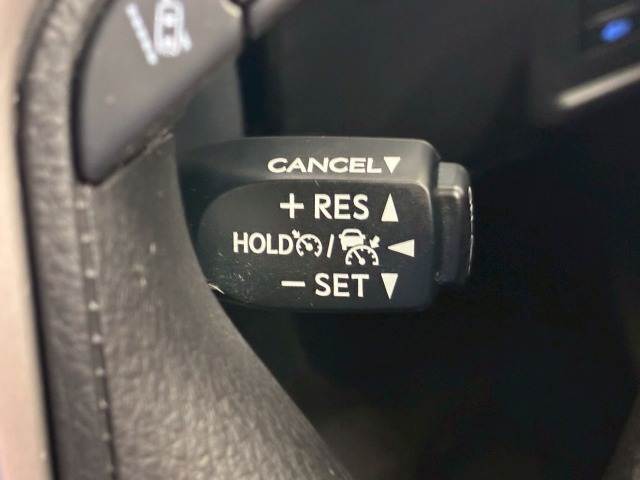 CANCEL▼
+ RES ▲
HOLD / ◀
− SET ▼